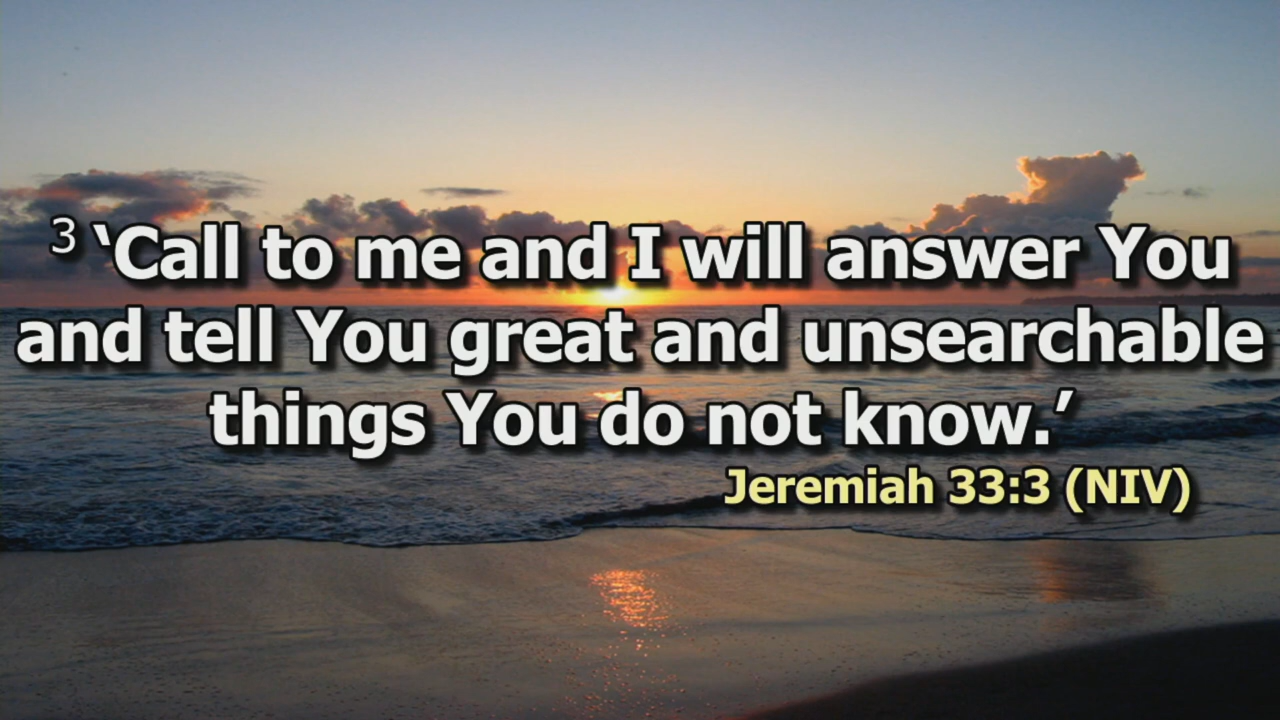 3 ‘Call to me and I will answer You
and tell You great and unsearchable
things You do not know.’
Jeremiah 33:3 (NIV)